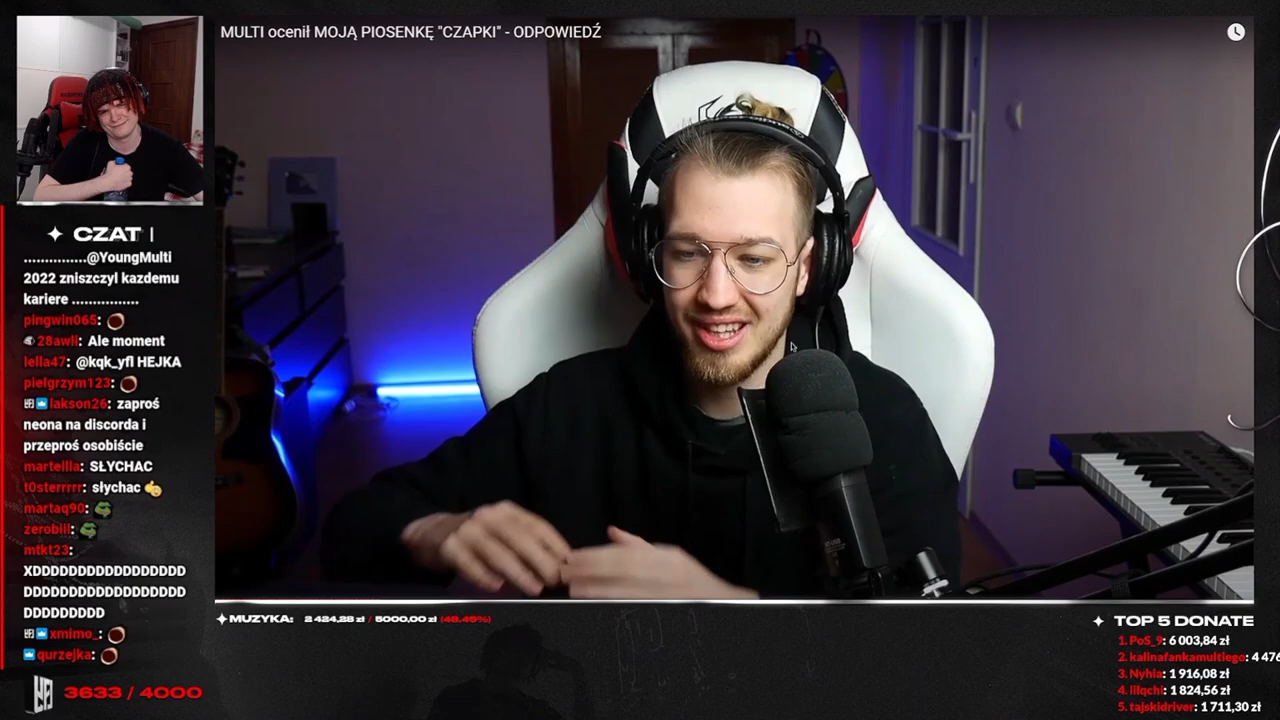 MULTI ocenił MOJĄ PIOSENKĘ "CZAPKI" - ODPOWIEDŹ
CZAT
...............@YoungMulti
2022 zniszczyl kazdemu
kariere ................
pingwin065:
28awli: Ale moment
lella47: @kqk_yfl HEJKA
pielgrzym123:
lakson26: zaproś
neona na discorda i
przeproś osobiście
martellla: SŁYCHAC
t0sterrrrr: słychac
martaq90:
zerobill:
mtkt23:
XDDDDDDDDDDDDDDDDD
DDDDDDDDDDDDDDDDDD
DDDDDDDDD
xmimo_:
qurzejka:
3633 / 4000
MUZYKA: 2 424,28 zł / 5000,00 zł (48.49%)
TOP 5 DONATE
1. PoS_9: 6 003,84 zł
2. kalinafankamultiego: 4 476
3. Nyhia: 1 916,08 zł
4. lilqchi: 1 824,56 zł
5. tajskidriver: 1 711,30 zł